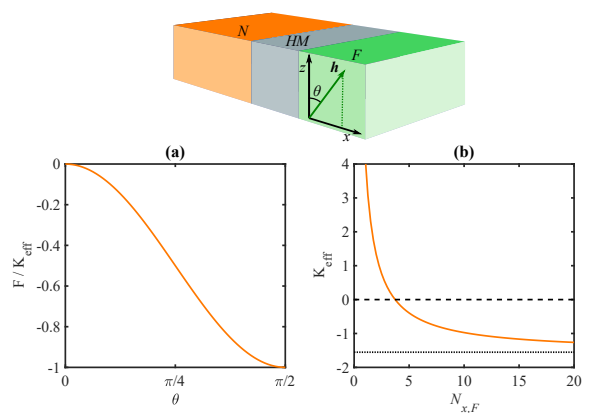 N
HM
F
z
h
θ
x
(a)
0
-0.2
-0.4
-0.6
-0.8
-1
F / K_eff
0
π/4
π/2
θ
(b)
4
3
2
1
0
-1
-2
K_eff
0
5
10
15
20
N_x,F